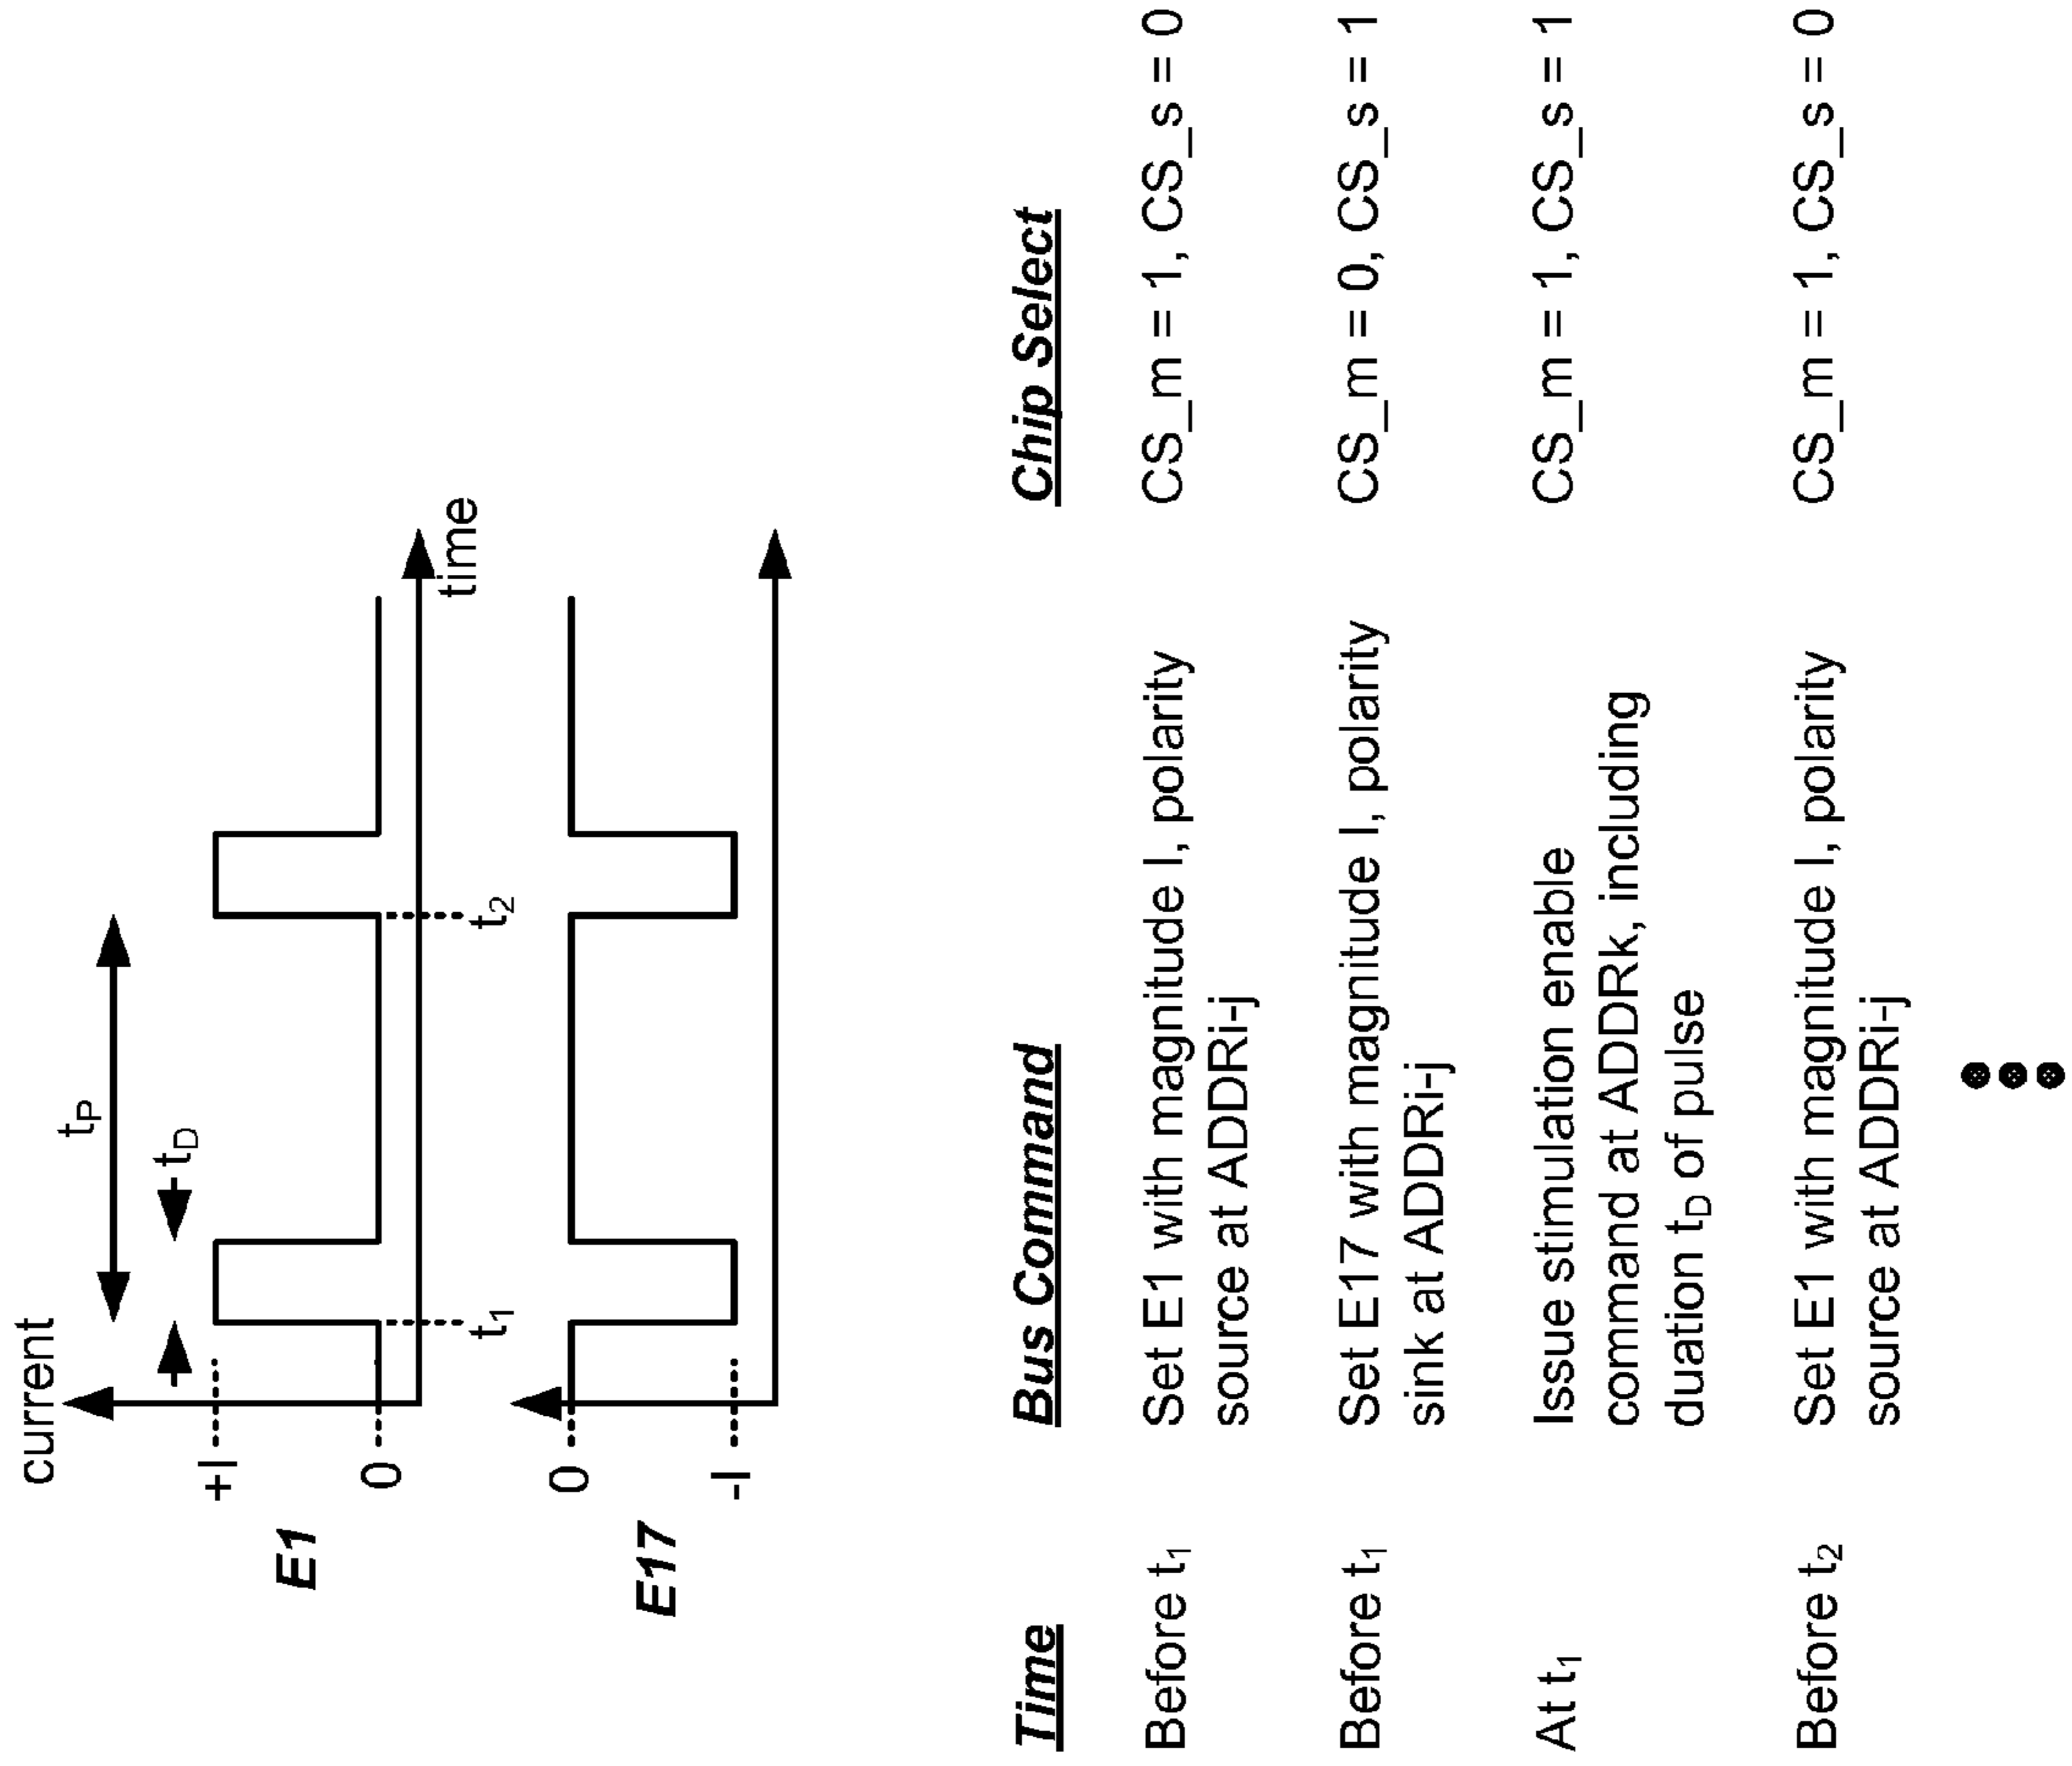 current
t_P
t_D
+I
0
E1
t_1
t_2
time
0
-I
E17
Time Bus Command Chip Select
Before t_1 Set E1 with magnitude I, polarity CS_m = 1, CS_s = 0
source at ADDRi-j
Before t_1 Set E17 with magnitude I, polarity CS_m = 0, CS_s = 1
sink at ADDRi-j
At t_1 Issue stimulation enable CS_m = 1, CS_s = 1
command at ADDRk, including
duation t_D of pulse
Before t_2 Set E1 with magnitude I, polarity CS_m = 1, CS_s = 0
source at ADDRi-j